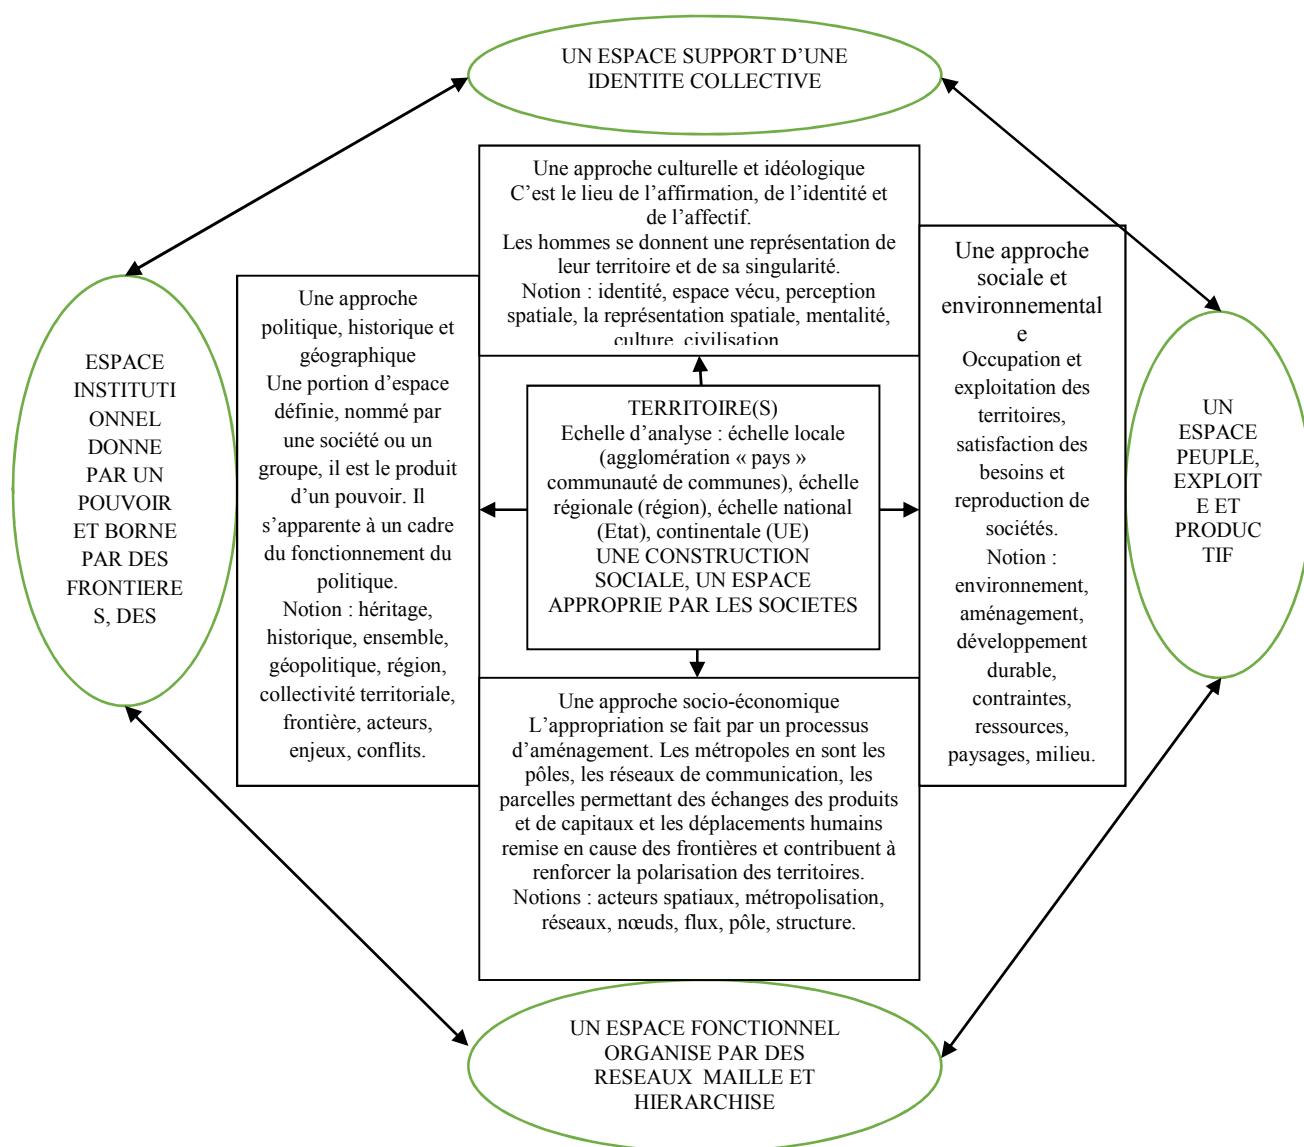 UN ESPACE SUPPORT D’UNE
IDENTITE COLLECTIVE
Une approche culturelle et idéologique
C’est le lieu de l’affirmation, de l’identité et
de l’affectif.
Les hommes se donnent une représentation de
leur territoire et de sa singularité.
Notion : identité, espace vécu, perception
spatiale, la représentation spatiale, mentalité,
culture, civilisation
ESPACE
INSTITUTI
ONNEL
DONNE
PAR UN
POUVOIR
ET BORNE
PAR DES
FRONTIERE
S, DES
Une approche
politique, historique et
géographique
Une portion d’espace
définie, nommé par
une société ou un
groupe, il est le produit
d’un pouvoir. Il
s’apparente à un cadre
du fonctionnement du
politique.
Notion : héritage,
historique, ensemble,
géopolitique, région,
collectivité territoriale,
frontière, acteurs,
enjeux, conflits.
TERRITOIRE(S)
Echelle d’analyse : échelle locale
(agglomération « pays »
communauté de communes), échelle
régionale (région), échelle national
(Etat), continentale (UE)
UNE CONSTRUCTION
SOCIALE, UN ESPACE
APPROPRIE PAR LES SOCIETES
Une approche
sociale et
environnemental
e
Occupation et
exploitation des
territoires,
satisfaction des
besoins et
reproduction de
sociétés.
Notion :
environnement,
aménagement,
développement
durable,
contraintes,
ressources,
paysages, milieu.
UN
ESPACE
PEUPLE,
EXPLOIT
E ET
PRODUC
TIF
Une approche socio-économique
L’appropriation se fait par un processus
d’aménagement. Les métropoles en sont les
pôles, les réseaux de communication, les
parcelles permettant des échanges des produits
et de capitaux et les déplacements humains
remise en cause des frontières et contribuent à
renforcer la polarisation des territoires.
Notions : acteurs spatiaux, métropolisation,
réseaux, nœuds, flux, pôle, structure.
UN ESPACE FONCTIONNEL
ORGANISE PAR DES
RESEAUX  MAILLE ET
HIERARCHISE